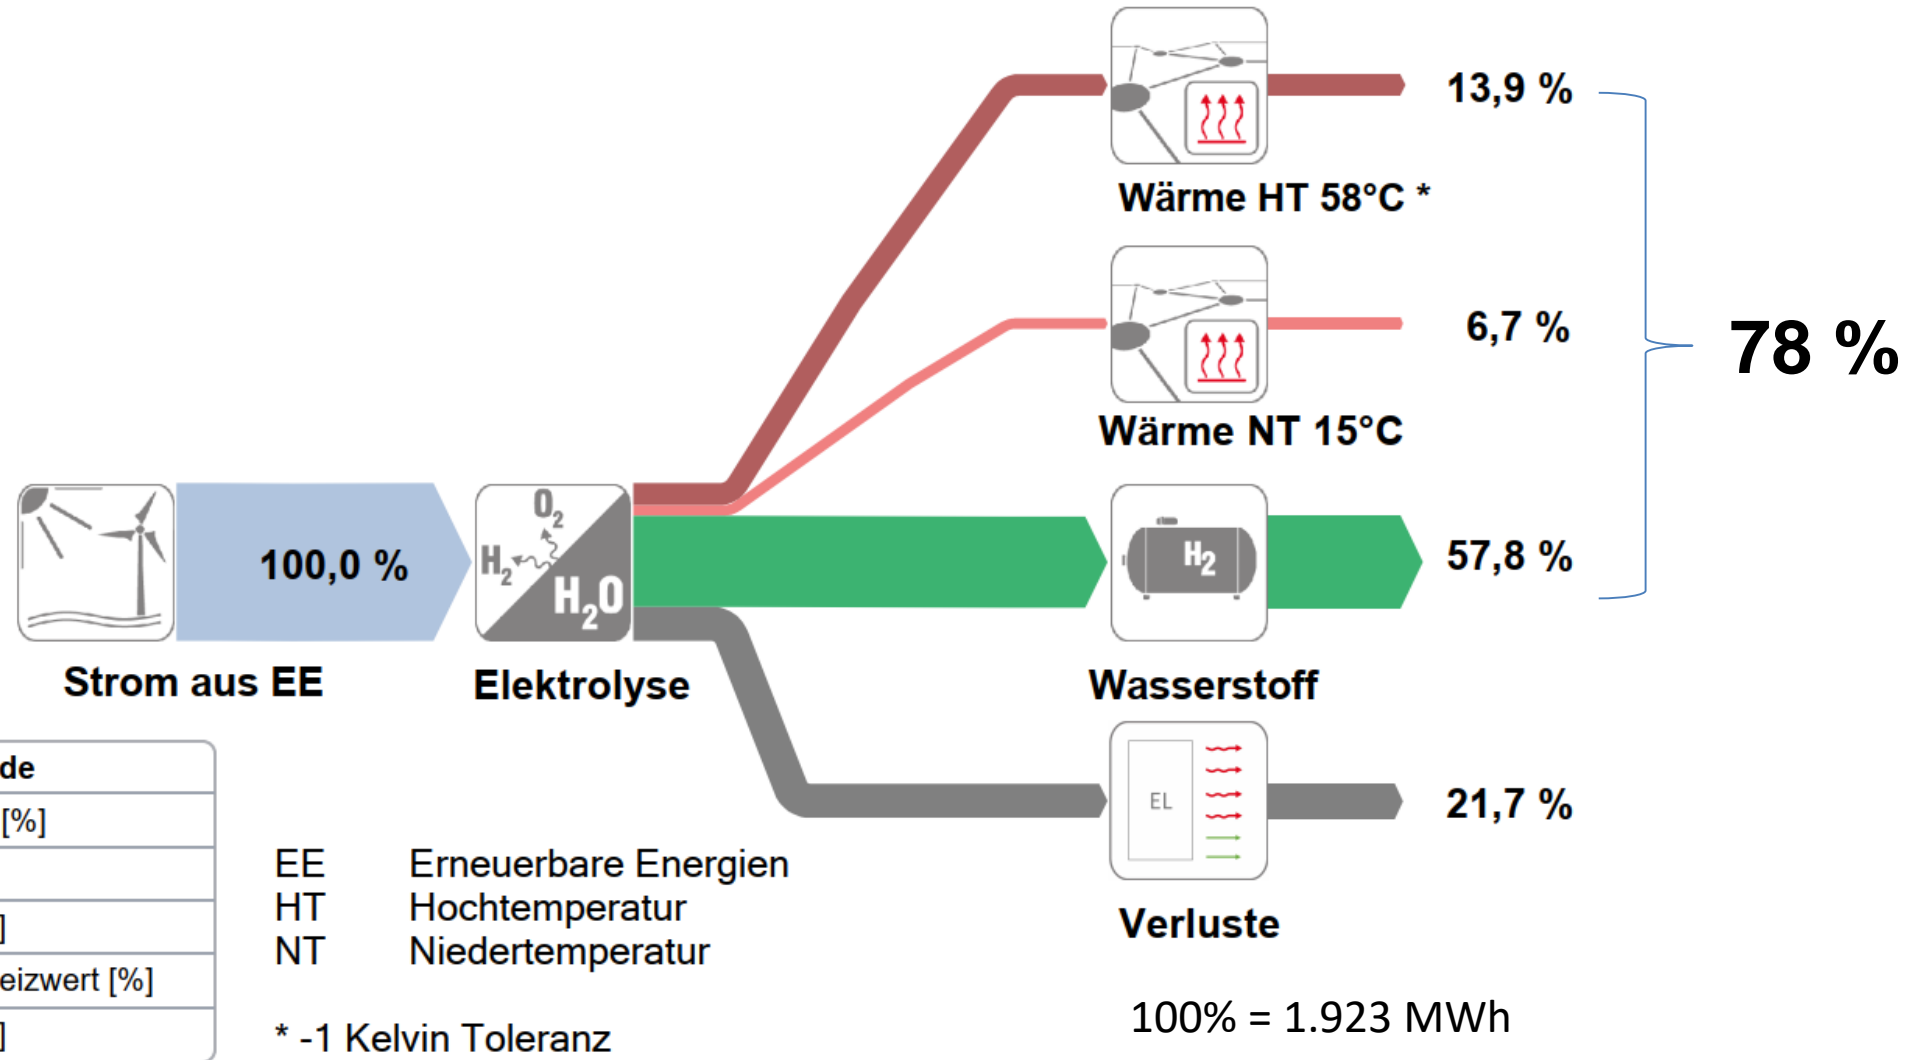 13,9 %
Wärme HT 58°C *
6,7 %
78 %
Wärme NT 15°C
O2
H2
H2O
100,0 %
H2
57,8 %
Strom aus EE
Elektrolyse
Wasserstoff
EL
21,7 %
Verluste
de
[%]
]
eizwert [%]
]
EE Erneuerbare Energien
HT Hochtemperatur
NT Niedertemperatur
* -1 Kelvin Toleranz
100% = 1.923 MWh